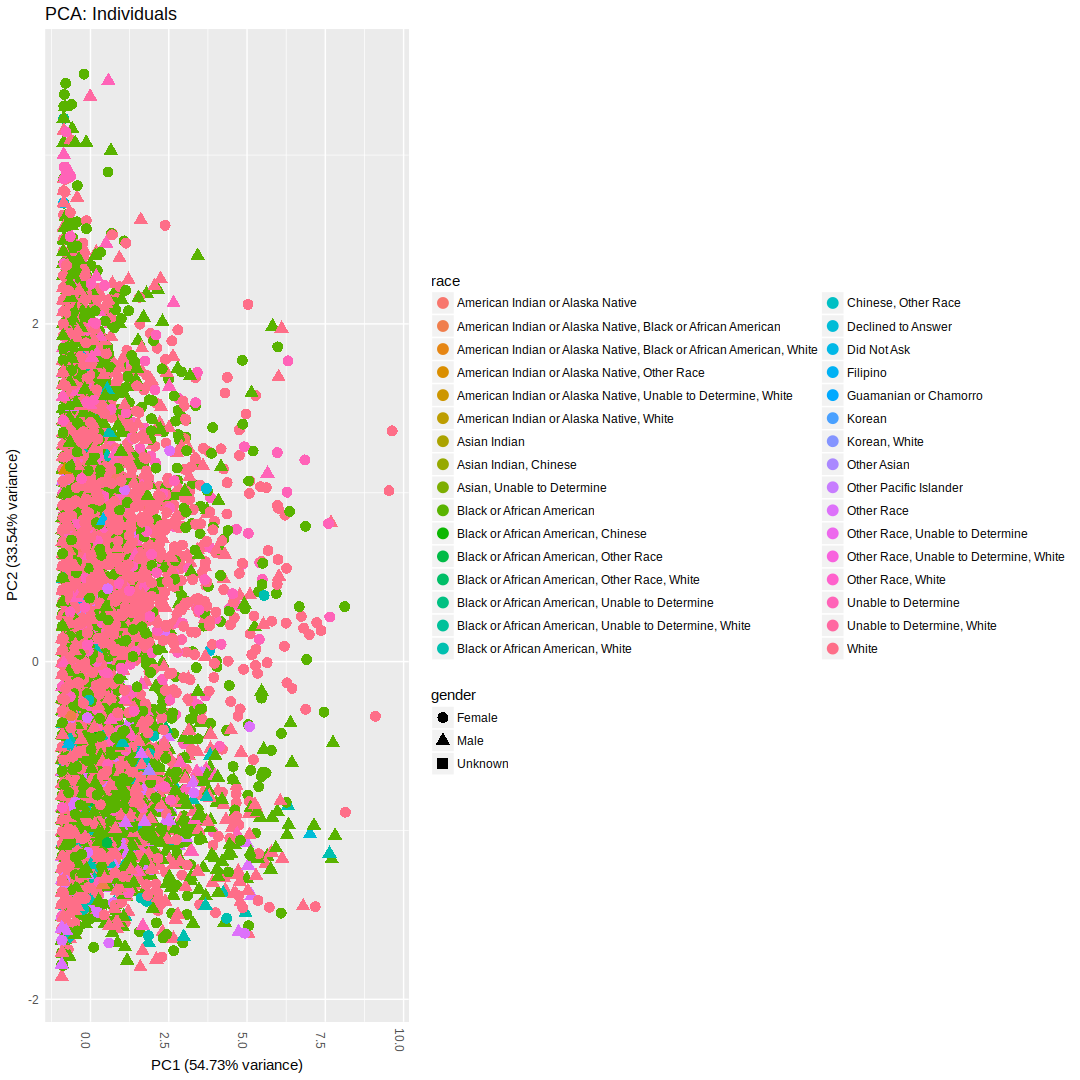 PCA: Individuals
PC2 (33.54% variance)
2
0
-2
0.0
2.5
5.0
7.5
10.0
PC1 (54.73% variance)
race
American Indian or Alaska Native
American Indian or Alaska Native, Black or African American
American Indian or Alaska Native, Black or African American, White
American Indian or Alaska Native, Other Race
American Indian or Alaska Native, Unable to Determine, White
American Indian or Alaska Native, White
Asian Indian
Asian Indian, Chinese
Asian, Unable to Determine
Black or African American
Black or African American, Chinese
Black or African American, Other Race
Black or African American, Other Race, White
Black or African American, Unable to Determine
Black or African American, Unable to Determine, White
Black or African American, White
Chinese, Other Race
Declined to Answer
Did Not Ask
Filipino
Guamanian or Chamorro
Korean
Korean, White
Other Asian
Other Pacific Islander
Other Race
Other Race, Unable to Determine
Other Race, Unable to Determine, White
Other Race, White
Unable to Determine
Unable to Determine, White
White
gender
Female
Male
Unknown